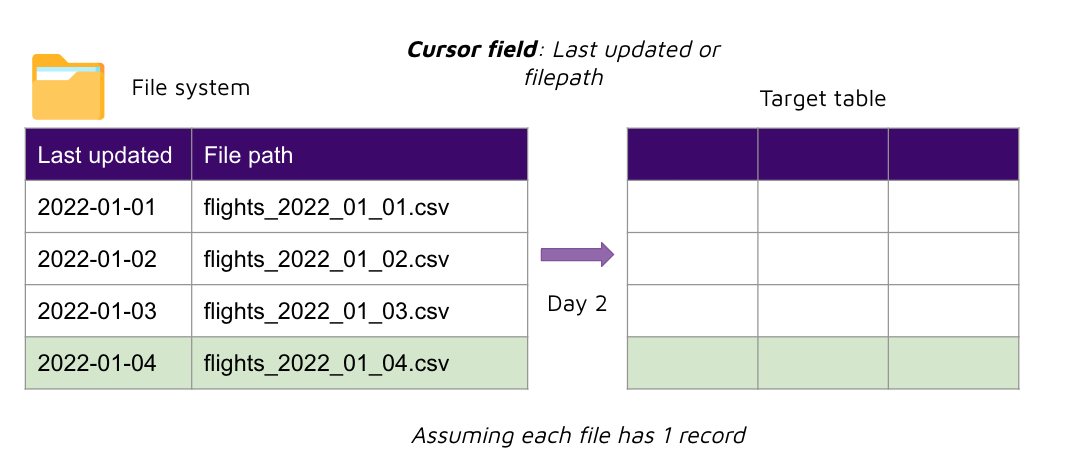 Cursor field: Last updated or
filepath
File system
Target table
Last updated File path
2022-01-01 flights_2022_01_01.csv
2022-01-02 flights_2022_01_02.csv
2022-01-03 flights_2022_01_03.csv
2022-01-04 flights_2022_01_04.csv
Day 2
Assuming each file has 1 record